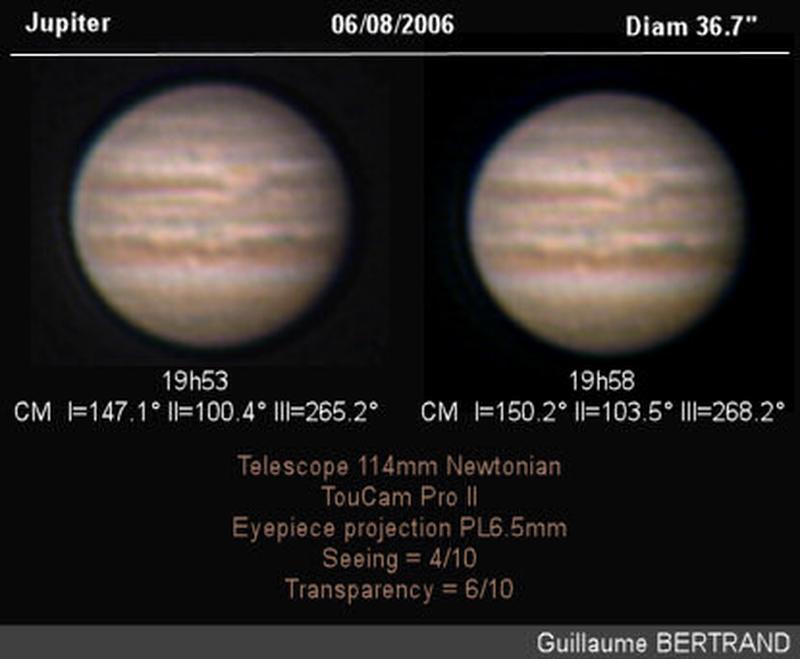 Jupiter 06/08/2006 Diam 36.7"
19h53 19h58
CM I=147.1° II=100.4° III=265.2° CM I=150.2° II=103.5° III=268.2°
Telescope 114mm Newtonian
TouCam Pro II
Eyepiece projection PL6.5mm
Seeing = 4/10
Transparency = 6/10
Guillaume BERTRAND